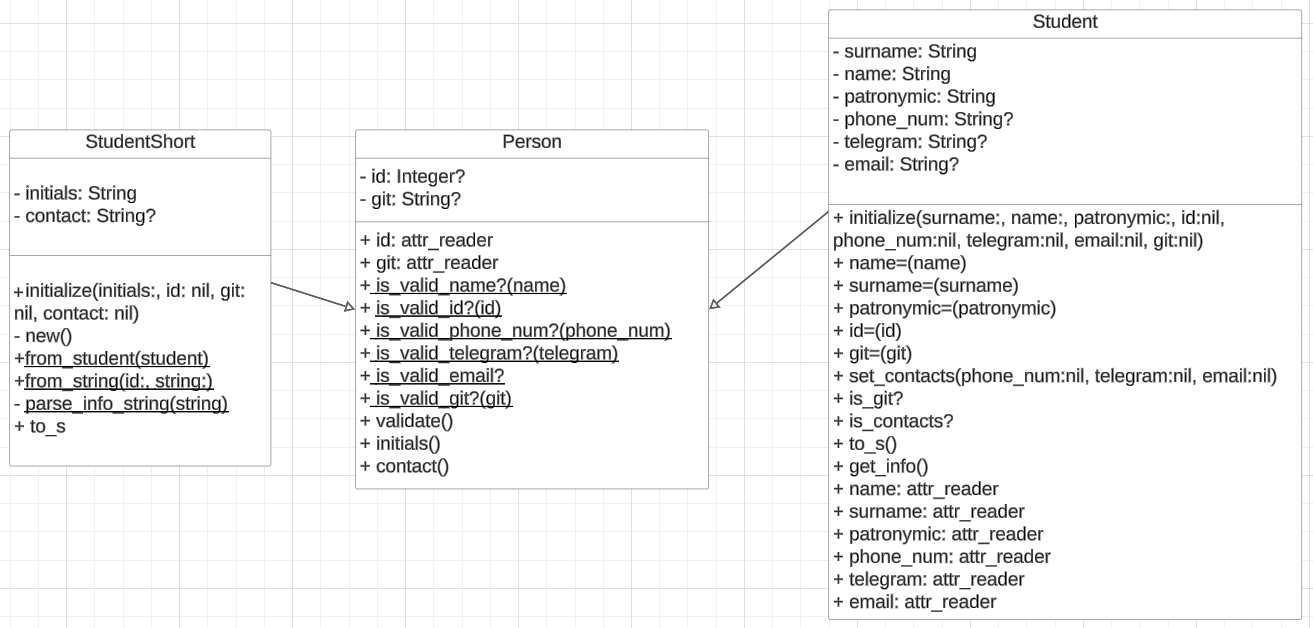 StudentShort
- initials: String
- contact: String?
+initialize(initials:, id: nil, git:
nil, contact: nil)
- new()
+from_student(student)
+from_string(id:, string:)
- parse_info_string(string)
+ to_s
Person
- id: Integer?
- git: String?
+ id: attr_reader
+ git: attr_reader
+ is_valid_name?(name)
+ is_valid_id?(id)
+ is_valid_phone_num?(phone_num)
+ is_valid_telegram?(telegram)
+ is_valid_email?
+ is_valid_git?(git)
+ validate()
+ initials()
+ contact()
Student
- surname: String
- name: String
- patronymic: String
- phone_num: String?
- telegram: String?
- email: String?
+ initialize(surname:, name:, patronymic:, id:nil,
phone_num:nil, telegram:nil, email:nil, git:nil)
+ name=(name)
+ surname=(surname)
+ patronymic=(patronymic)
+ id=(id)
+ git=(git)
+ set_contacts(phone_num:nil, telegram:nil, email:nil)
+ is_git?
+ is_contacts?
+ to_s()
+ get_info()
+ name: attr_reader
+ surname: attr_reader
+ patronymic: attr_reader
+ phone_num: attr_reader
+ telegram: attr_reader
+ email: attr_reader